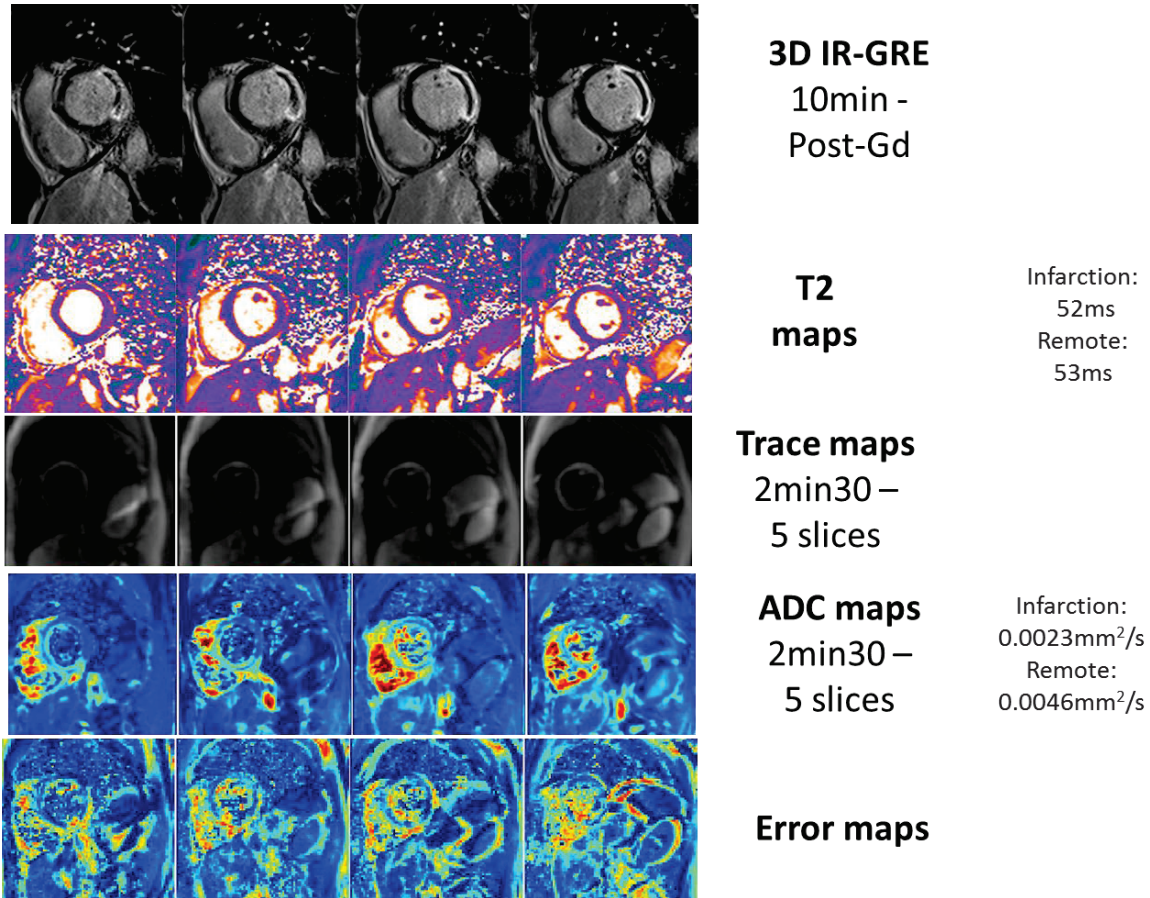 3D IR-GRE
10min -
Post-Gd
T2
maps
Infarction:
52ms
Remote:
53ms
Trace maps
2min30 –
5 slices
ADC maps
2min30 –
5 slices
Infarction:
0.0023mm²/s
Remote:
0.0046mm²/s
Error maps